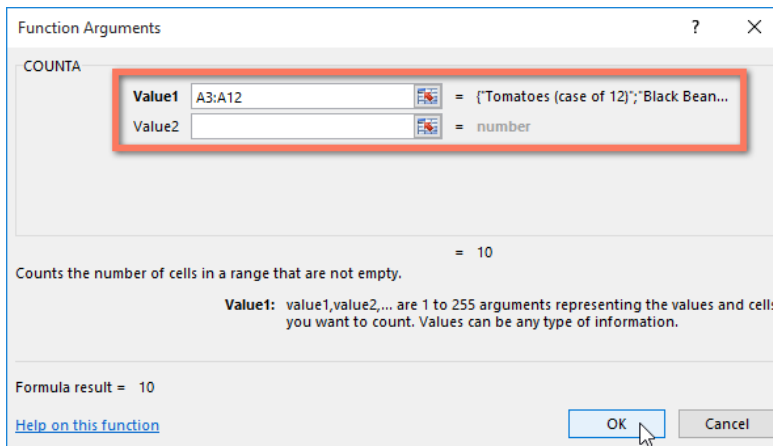 Function Arguments ? X
COUNTA
Value1 A3:A12 = {"Tomatoes (case of 12)";"Black Bean...
Value2 = number
= 10
Counts the number of cells in a range that are not empty.
Value1: value1,value2,... are 1 to 255 arguments representing the values and cells
you want to count. Values can be any type of information.
Formula result = 10
Help on this function OK Cancel